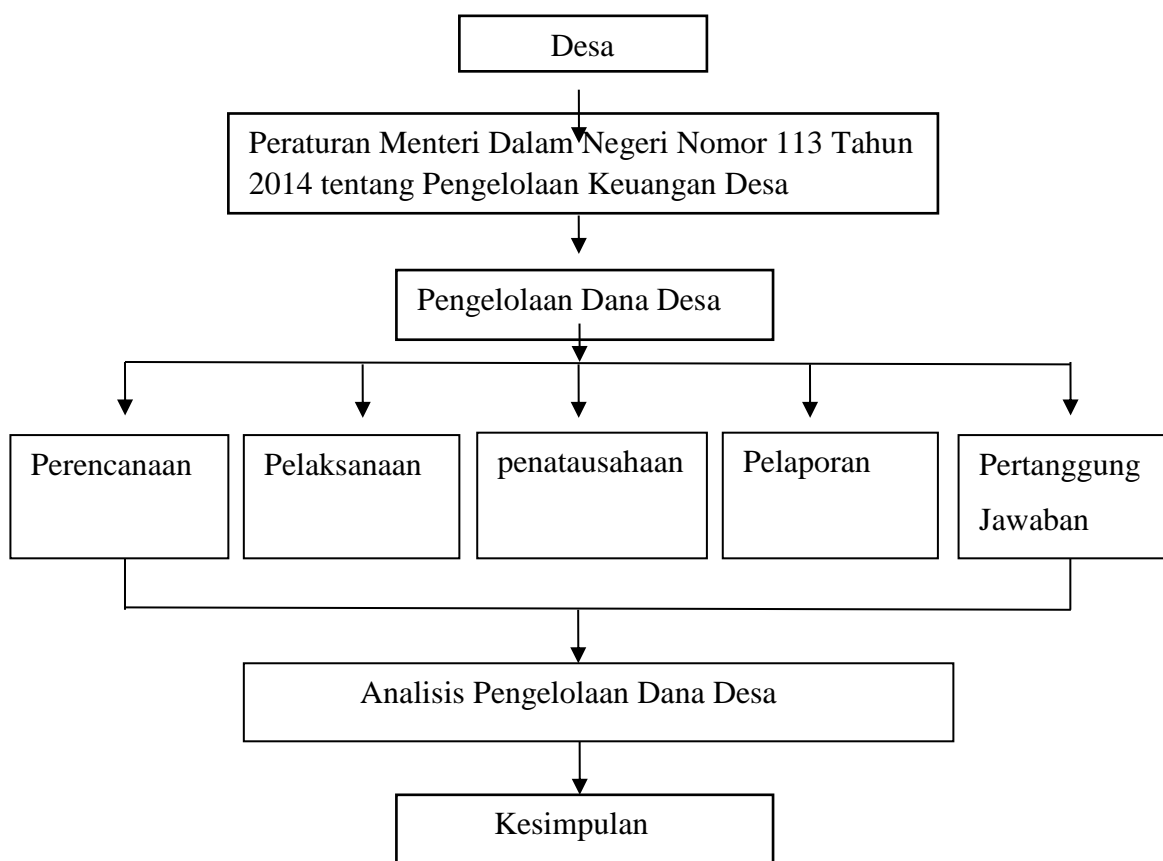 Desa
Peraturan Menteri Dalam Negeri Nomor 113 Tahun
2014 tentang Pengelolaan Keuangan Desa
Pengelolaan Dana Desa
Perencanaan
Pelaksanaan
penatausahaan
Pelaporan
Pertanggung
Jawaban
Analisis Pengelolaan Dana Desa
Kesimpulan